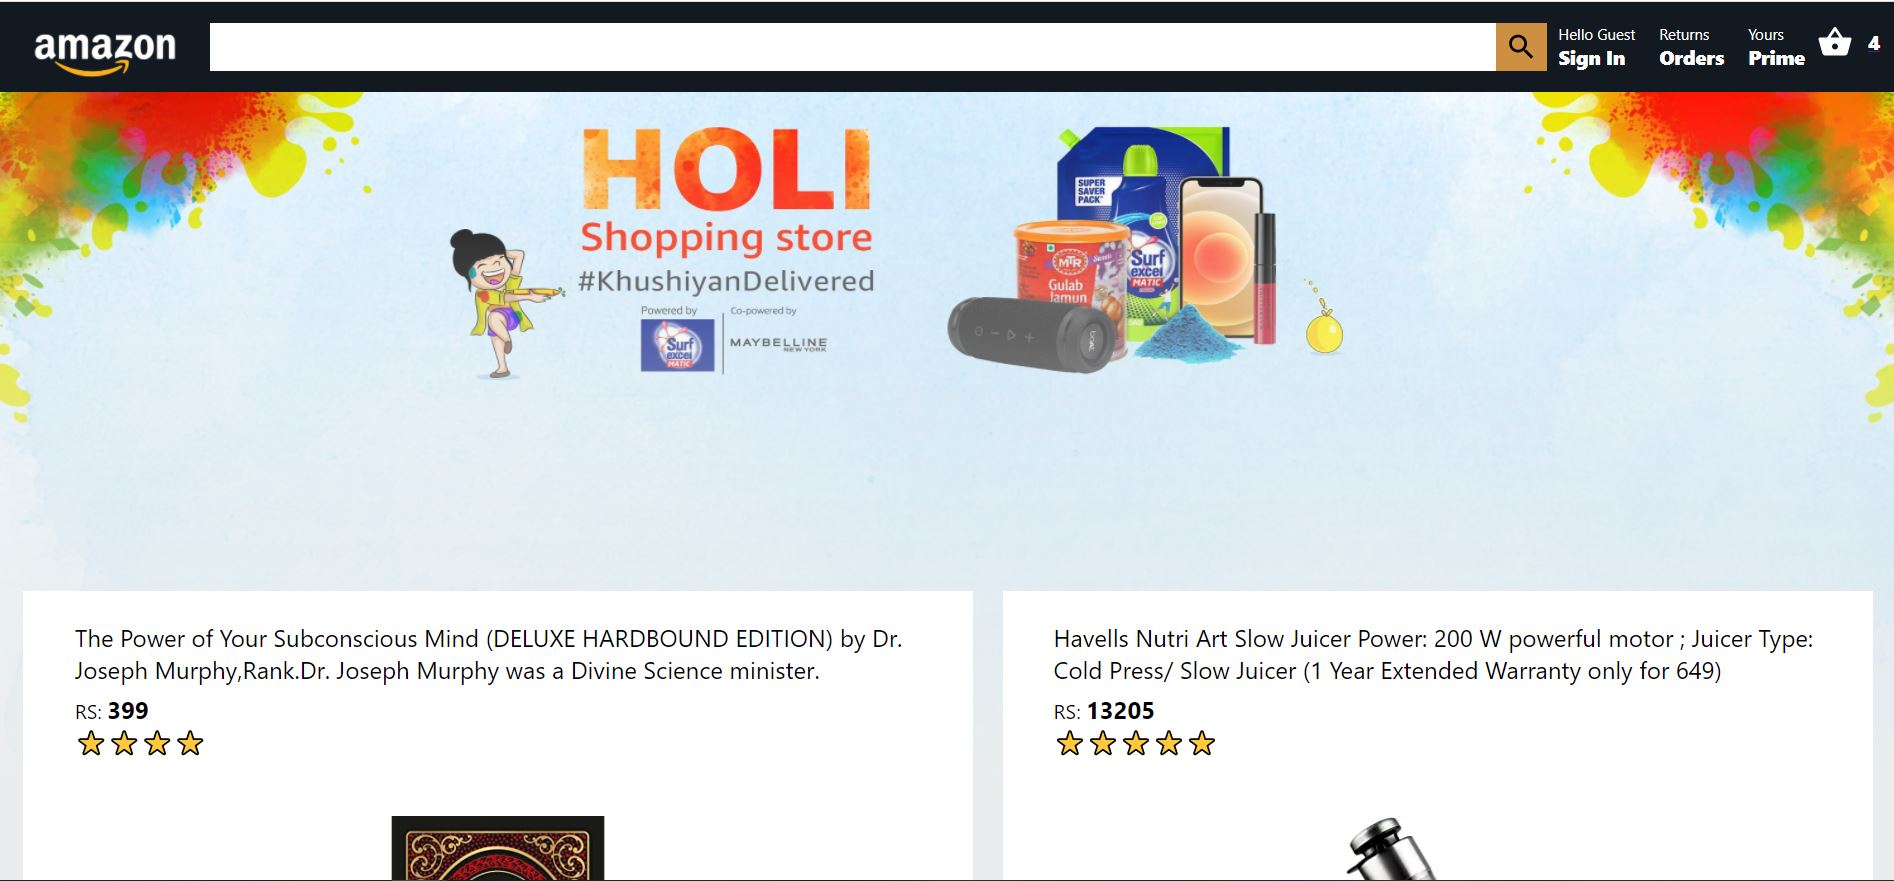 amazon
Hello Guest
Sign In
Returns
Orders
Yours
Prime
4
HOLI
Shopping store
#KhushiyanDelivered
Powered by
Surf
excel
MATIC
Co-powered by
MAYBELLINE
NEW YORK
SUPER
SAVER
PACK
MTR
Sweets
Gulab
Jamun
Surf
excel
MATIC
boAt
The Power of Your Subconscious Mind (DELUXE HARDBOUND EDITION) by Dr.
Joseph Murphy,Rank.Dr. Joseph Murphy was a Divine Science minister.
RS: 399
Havells Nutri Art Slow Juicer Power: 200 W powerful motor ; Juicer Type:
Cold Press/ Slow Juicer (1 Year Extended Warranty only for 649)
RS: 13205